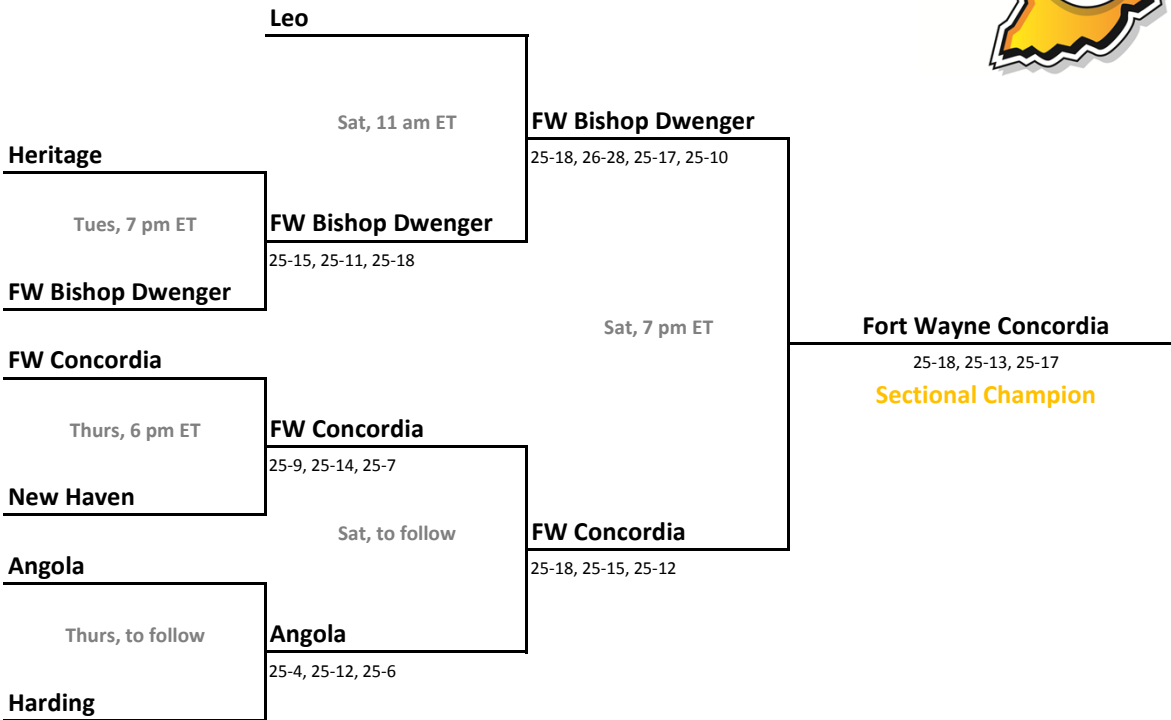 Leo
Sat, 11 am ET
FW Bishop Dwenger
Heritage
25-18, 26-28, 25-17, 25-10
Tues, 7 pm ET
FW Bishop Dwenger
25-15, 25-11, 25-18
FW Bishop Dwenger
Sat, 7 pm ET
Fort Wayne Concordia
FW Concordia
25-18, 25-13, 25-17
Sectional Champion
Thurs, 6 pm ET
FW Concordia
25-9, 25-14, 25-7
New Haven
Sat, to follow
FW Concordia
Angola
25-18, 25-15, 25-12
Thurs, to follow
Angola
25-4, 25-12, 25-6
Harding